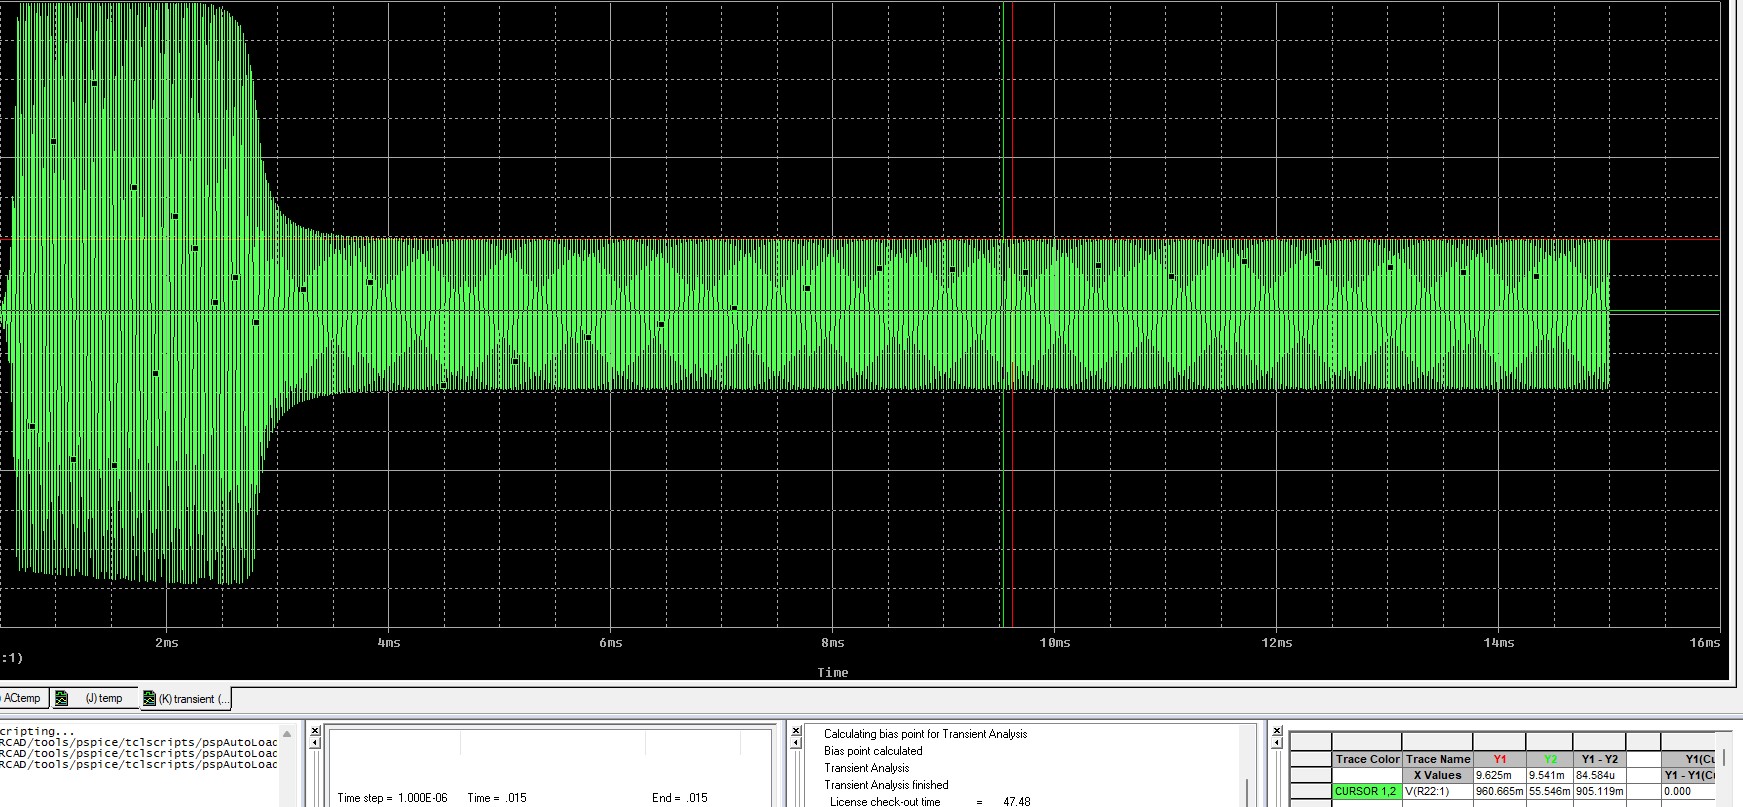 2ms 4ms 6ms 8ms 10ms 12ms 14ms 16ms
:1)
Time
ACtemp (J) temp (K) transient (...
cripting...
RCAD/tools/pspice/tclscripts/pspAutoLoad
RCAD/tools/pspice/tclscripts/pspAutoLoad
RCAD/tools/pspice/tclscripts/pspAutoLoad
Time step = 1.000E-06 Time = .015 End = .015
Calculating bias point for Transient Analysis
Bias point calculated
Transient Analysis
Transient Analysis finished
License check-out time = 47.48
Trace Color Trace Name Y1 Y2 Y1 - Y2 Y1(Cu
X Values 9.625m 9.541m 84.584u Y1 - Y1(Cu
CURSOR 1,2 V(R22:1) 960.665m 55.546m 905.119m 0.000